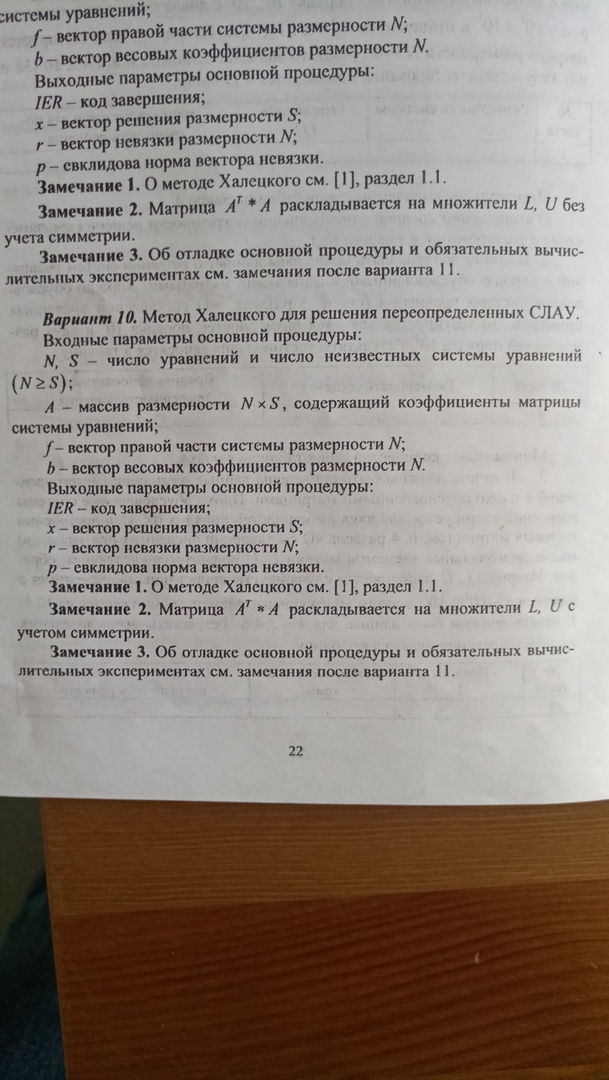 системы уравнений;
f – вектор правой части системы размерности N;
b – вектор весовых коэффициентов размерности N.
Выходные параметры основной процедуры:
IER – код завершения;
x – вектор решения размерности S;
r – вектор невязки размерности N;
p – евклидова норма вектора невязки.
Замечание 1. О методе Халецкого см. [1], раздел 1.1.
Замечание 2. Матрица Aᵀ * A раскладывается на множители L, U без
учета симметрии.
Замечание 3. Об отладке основной процедуры и обязательных вычис-
лительных экспериментах см. замечания после варианта 11.
Вариант 10. Метод Халецкого для решения переопределенных СЛАУ.
Входные параметры основной процедуры:
N, S – число уравнений и число неизвестных системы уравнений
(N ≥ S);
A – массив размерности N × S, содержащий коэффициенты матрицы
системы уравнений;
f – вектор правой части системы размерности N;
b – вектор весовых коэффициентов размерности N.
Выходные параметры основной процедуры:
IER – код завершения;
x – вектор решения размерности S;
r – вектор невязки размерности N;
p – евклидова норма вектора невязки.
Замечание 1. О методе Халецкого см. [1], раздел 1.1.
Замечание 2. Матрица Aᵀ * A раскладывается на множители L, U с
учетом симметрии.
Замечание 3. Об отладке основной процедуры и обязательных вычис-
лительных экспериментах см. замечания после варианта 11.
22